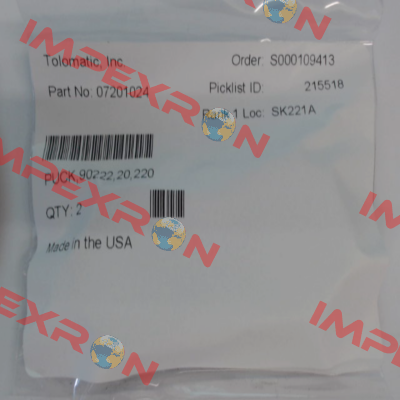 Tolomatic, Inc Order: S000109413
Part No: 07201024 Picklist ID: 215518
Rank 1 Loc: SK221A
PUCK,90222,20,220
QTY: 2
Made in the USA
IMPEXRON
IMPEXRON
IMPEXRON
IMPEXRON
IMPEXRON